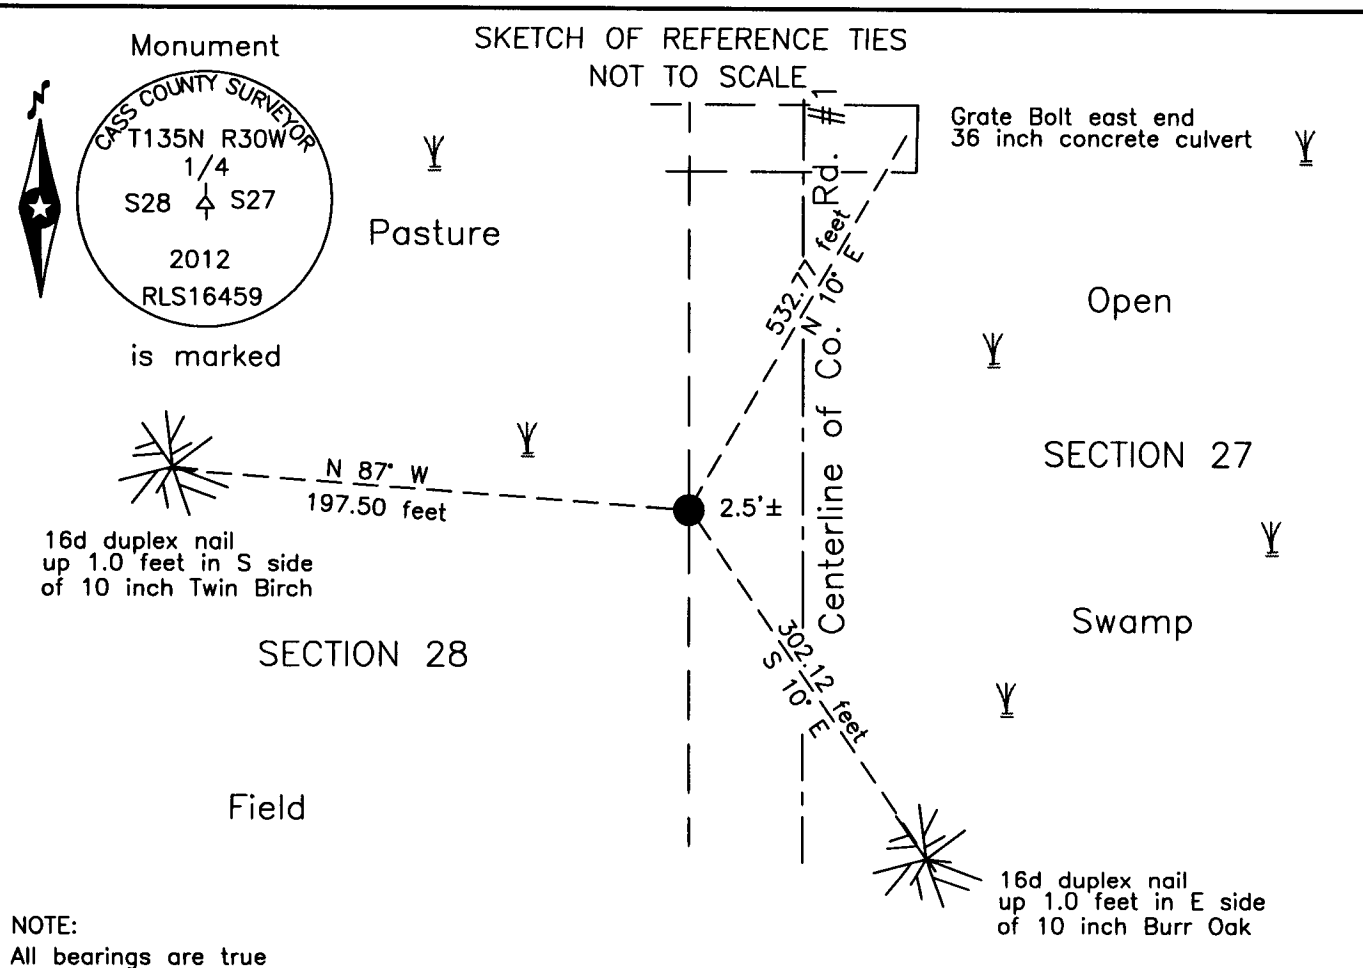 SKETCH OF REFERENCE TIES
NOT TO SCALE
Monument
CASS COUNTY SURVEYOR
T135N R30W
1/4
S28 S27
2012
RLS16459
is marked
N
Pasture
Grate Bolt east end
36 inch concrete culvert
532.77 feet
N 10° E
Centerline of Co. Rd. #1
Open
SECTION 27
N 87° W
197.50 feet
2.5'±
16d duplex nail
up 1.0 feet in S side
of 10 inch Twin Birch
SECTION 28
302.12 feet
S 10° E
Swamp
Field
16d duplex nail
up 1.0 feet in E side
of 10 inch Burr Oak
NOTE:
All bearings are true